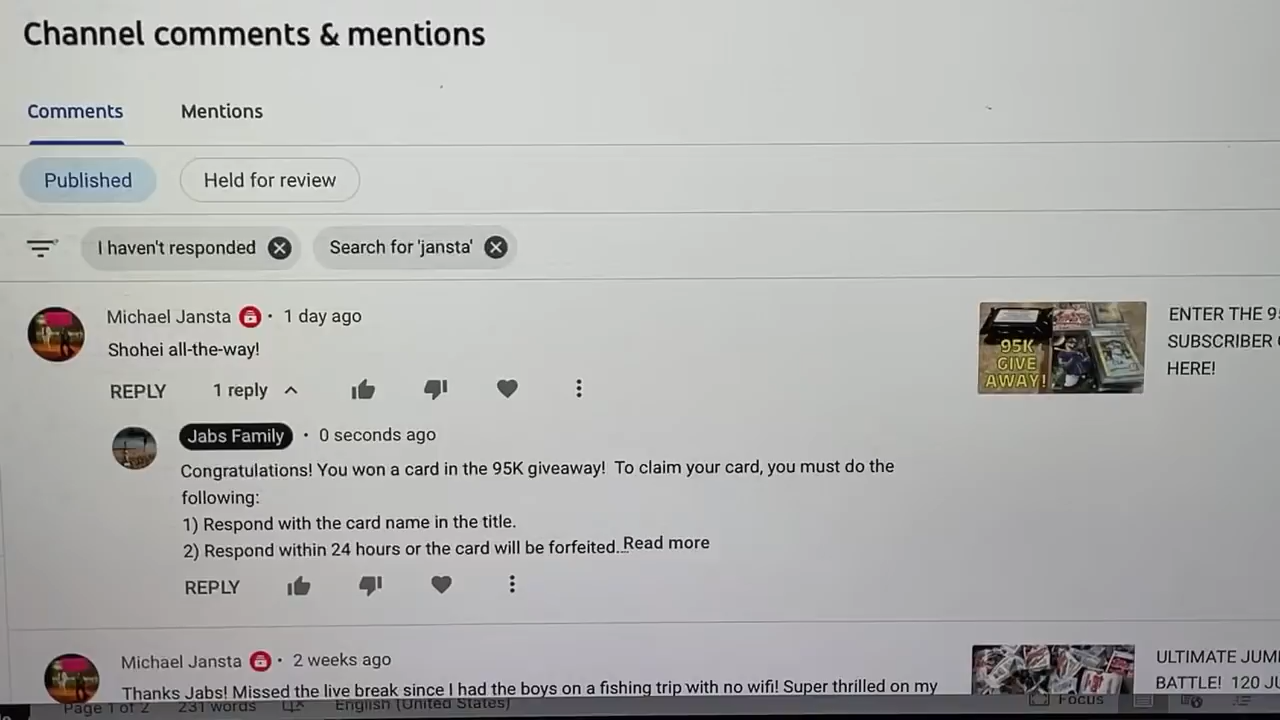 Channel comments & mentions
Comments
Mentions
Published
Held for review
I haven't responded
Search for 'jansta'
Michael Jansta · 1 day ago
Shohei all-the-way!
REPLY
1 reply
95K
GIVE
AWAY!
ENTER THE 9
SUBSCRIBER
HERE!
Jabs Family · 0 seconds ago
Congratulations! You won a card in the 95K giveaway! To claim your card, you must do the
following:
1) Respond with the card name in the title.
2) Respond within 24 hours or the card will be forfeited...Read more
REPLY
Michael Jansta · 2 weeks ago
Thanks Jabs! Missed the live break since I had the boys on a fishing trip with no wifi! Super thrilled on my
ULTIMATE JUM
BATTLE! 120 JU
Page 1 of 2
231 words
English (United States)
Focus